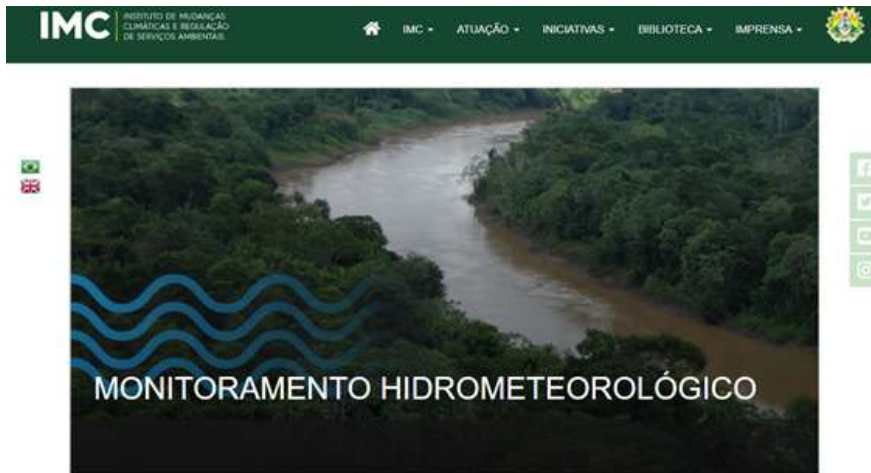 IMC
INSTITUTO DE MUDANÇAS
CLIMÁTICAS E REGULAÇÃO
DE SERVIÇOS AMBIENTAIS
IMC
ATUAÇÃO
INICIATIVAS
BIBLIOTECA
IMPRENSA
MONITORAMENTO HIDROMETEOROLÓGICO